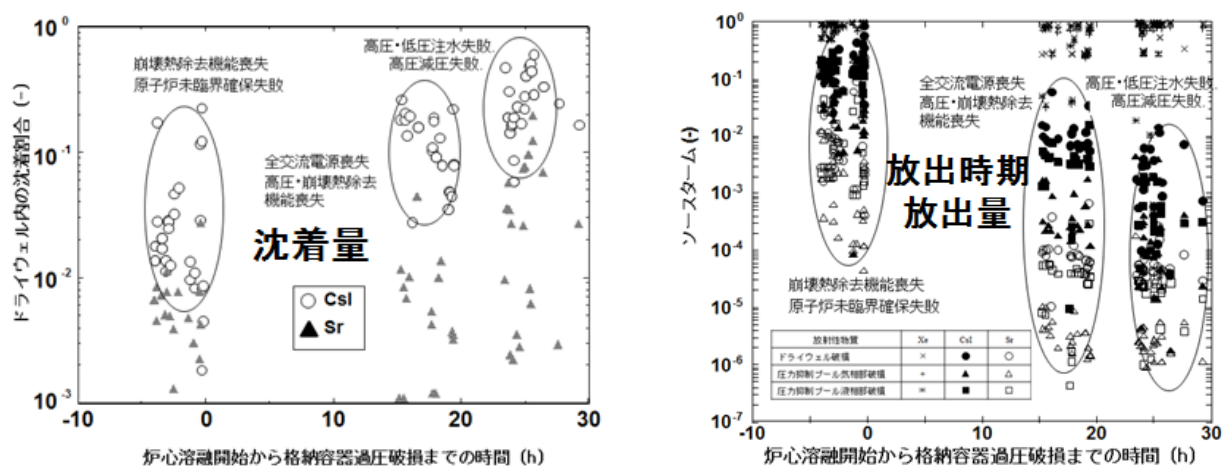 10^0
10^-1
10^-2
10^-3
ドライウェル内の沈着割合 (-)
崩壊熱除去機能喪失
原子炉未臨界確保失敗
高圧・低圧注水失敗.
高圧減圧失敗.
全交流電源喪失
高圧・崩壊熱除去
機能喪失
沈着量
CsI
Sr
-10 0 10 20 30
炉心溶融開始から格納容器過圧破損までの時間 (h)
10^0
10^-1
10^-2
10^-3
10^-4
10^-5
10^-6
10^-7
ソースターム (-)
全交流電源喪失
高圧・崩壊熱除去
機能喪失
高圧・低圧注水失敗.
高圧減圧失敗.
放出時期
放出量
崩壊熱除去機能喪失
原子炉未臨界確保失敗
放射性物質 Xe CsI Sr
ドライウェル破損
圧力抑制プール気相部破損
圧力抑制プール液相部破損
-10 0 10 20 30
炉心溶融開始から格納容器過圧破損までの時間 (h)